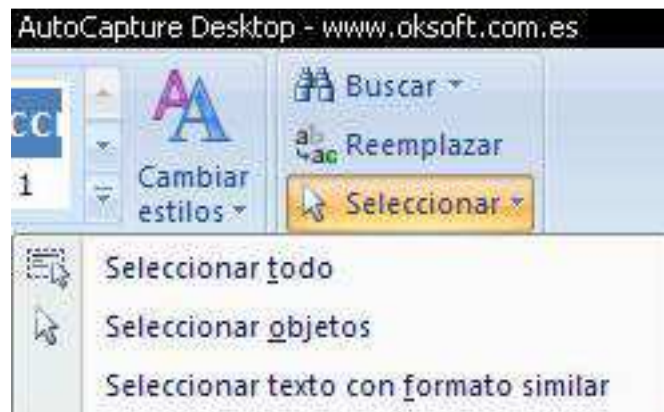 AutoCapture Desktop - www.oksoft.com.es
Buscar
Reemplazar
Seleccionar
Cambiar
estilos
1
Seleccionar todo
Seleccionar objetos
Seleccionar texto con formato similar